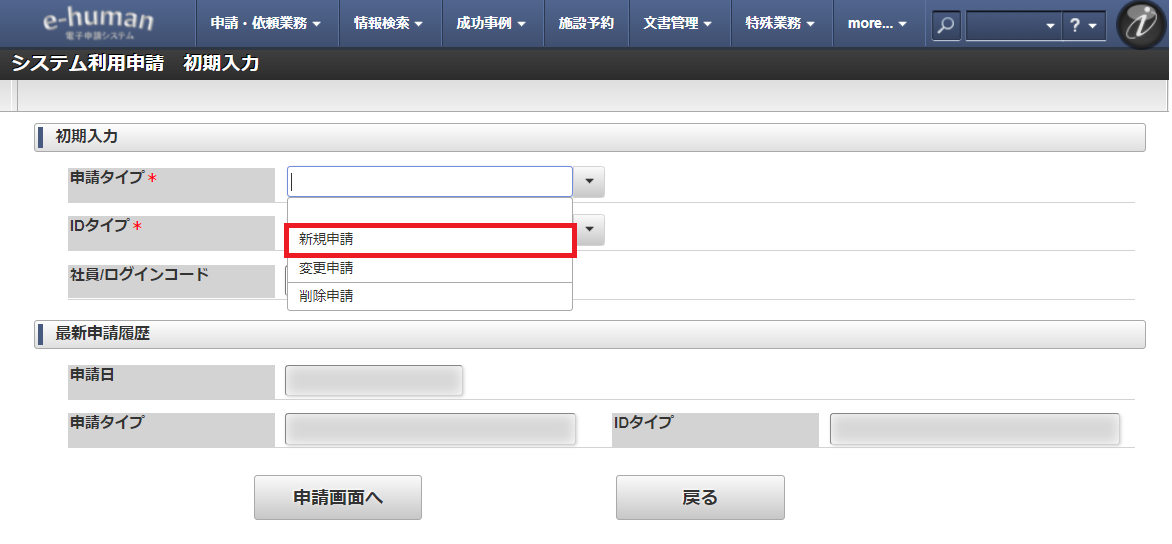 e-human
電子申請システム
申請・依頼業務 情報検索 成功事例 施設予約 文書管理 特殊業務 more... ?
システム利用申請 初期入力
初期入力
申請タイプ*
IDタイプ*
新規申請
変更申請
削除申請
社員/ログインコード
最新申請履歴
申請日
申請タイプ IDタイプ
申請画面へ 戻る